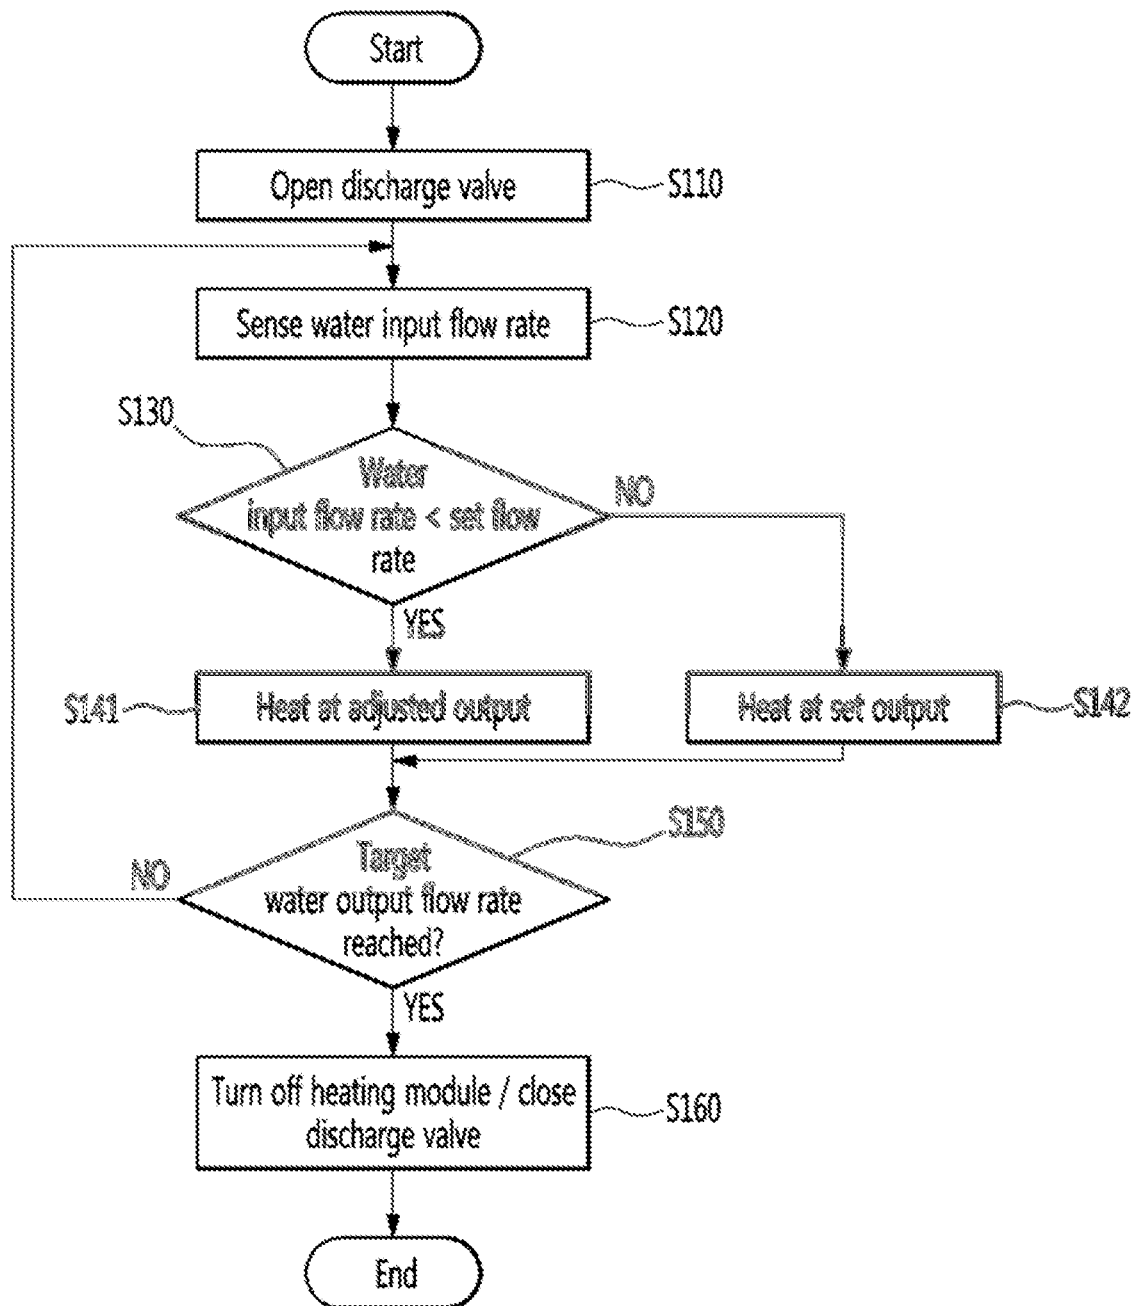 Start
Open discharge valve
S110
Sense water input flow rate
S120
S130
Water
input flow rate < set flow
rate
NO
YES
S141
Heat at adjusted output
Heat at set output
S142
S150
Target
water output flow rate
reached?
NO
YES
Turn off heating module / close
discharge valve
S160
End